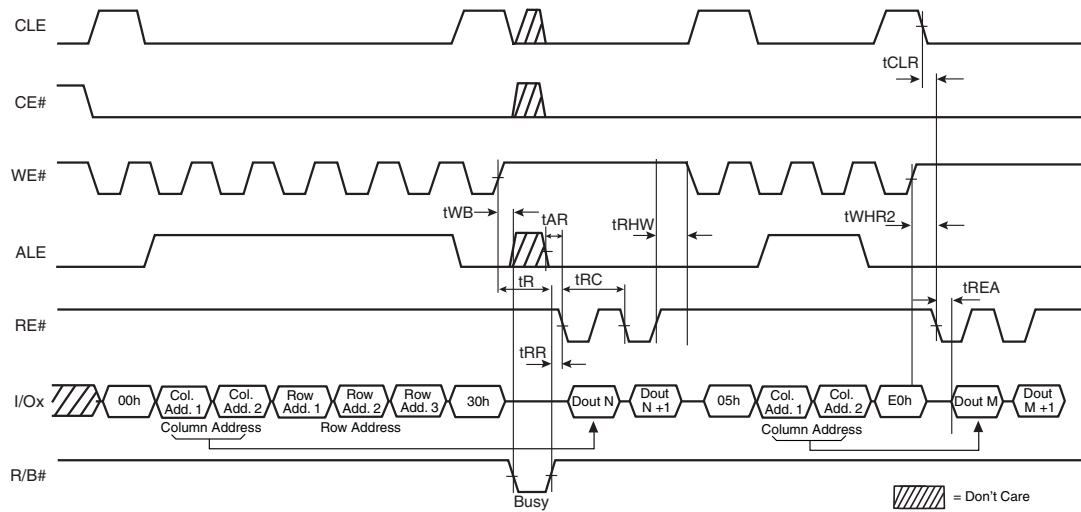 CLE
tCLR
CE#
WE#
tWB
tAR
tRHW
tWHR2
ALE
tR
tRC
tREA
RE#
tRR
I/Ox
00h
Col.
Add. 1
Col.
Add. 2
Row
Add. 1
Row
Add. 2
Row
Add. 3
30h
Dout N
Dout
N +1
05h
Col.
Add. 1
Col.
Add. 2
E0h
Dout M
Dout
M +1
Column Address
Row Address
Column Address
R/B#
Busy
= Don't Care